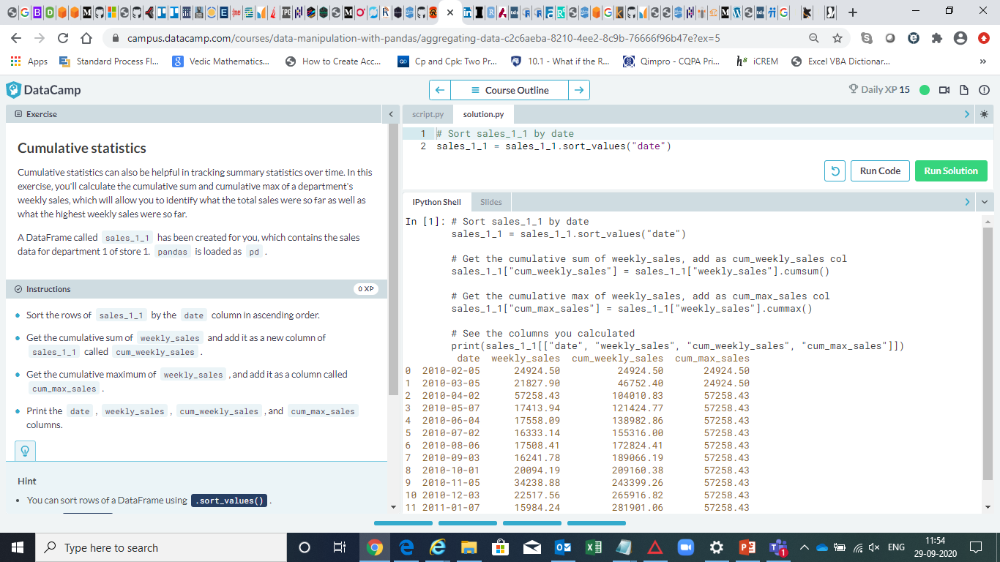 campus.datacamp.com/courses/data-manipulation-with-pandas/aggregating-data-c2c6aeba-8210-4ee2-8c9b-76666f96b47e?ex=5
Apps
Standard Process Fl...
Vedic Mathematics...
How to Create Acc...
Cp and Cpk: Two Pr...
10.1 - What if the R...
Qimpro - CQPA Pri...
iCREM
Excel VBA Dictionar...
»
DataCamp
Course Outline
Daily XP 15
Exercise
Cumulative statistics
Cumulative statistics can also be helpful in tracking summary statistics over time. In this
exercise, you'll calculate the cumulative sum and cumulative max of a department's
weekly sales, which will allow you to identify what the total sales were so far as well as
what the highest weekly sales were so far.
A DataFrame called sales_1_1 has been created for you, which contains the sales
data for department 1 of store 1. pandas is loaded as pd .
Instructions
0 XP
Sort the rows of sales_1_1 by the date column in ascending order.
Get the cumulative sum of weekly_sales and add it as a new column of
sales_1_1 called cum_weekly_sales .
Get the cumulative maximum of weekly_sales , and add it as a column called
cum_max_sales .
Print the date , weekly_sales , cum_weekly_sales , and cum_max_sales
columns.
Hint
You can sort rows of a DataFrame using .sort_values() .
script.py
solution.py
1 # Sort sales_1_1 by date
2 sales_1_1 = sales_1_1.sort_values("date")
Run Code
Run Solution
IPython Shell
Slides
In [1]: # Sort sales_1_1 by date
sales_1_1 = sales_1_1.sort_values("date")
# Get the cumulative sum of weekly_sales, add as cum_weekly_sales col
sales_1_1["cum_weekly_sales"] = sales_1_1["weekly_sales"].cumsum()
# Get the cumulative max of weekly_sales, add as cum_max_sales col
sales_1_1["cum_max_sales"] = sales_1_1["weekly_sales"].cummax()
# See the columns you calculated
print(sales_1_1[["date", "weekly_sales", "cum_weekly_sales", "cum_max_sales"]])
date weekly_sales cum_weekly_sales cum_max_sales
0 2010-02-05 24924.50 24924.50 24924.50
1 2010-03-05 21827.90 46752.40 24924.50
2 2010-04-02 57258.43 104010.83 57258.43
3 2010-05-07 17413.94 121424.77 57258.43
4 2010-06-04 17558.09 138982.86 57258.43
5 2010-07-02 16333.14 155316.00 57258.43
6 2010-08-06 17508.41 172824.41 57258.43
7 2010-09-03 16241.78 189066.19 57258.43
8 2010-10-01 20094.19 209160.38 57258.43
9 2010-11-05 34238.88 243399.26 57258.43
10 2010-12-03 22517.56 265916.82 57258.43
11 2011-01-07 15984.24 281901.06 57258.43
Type here to search
ENG
11:54
29-09-2020